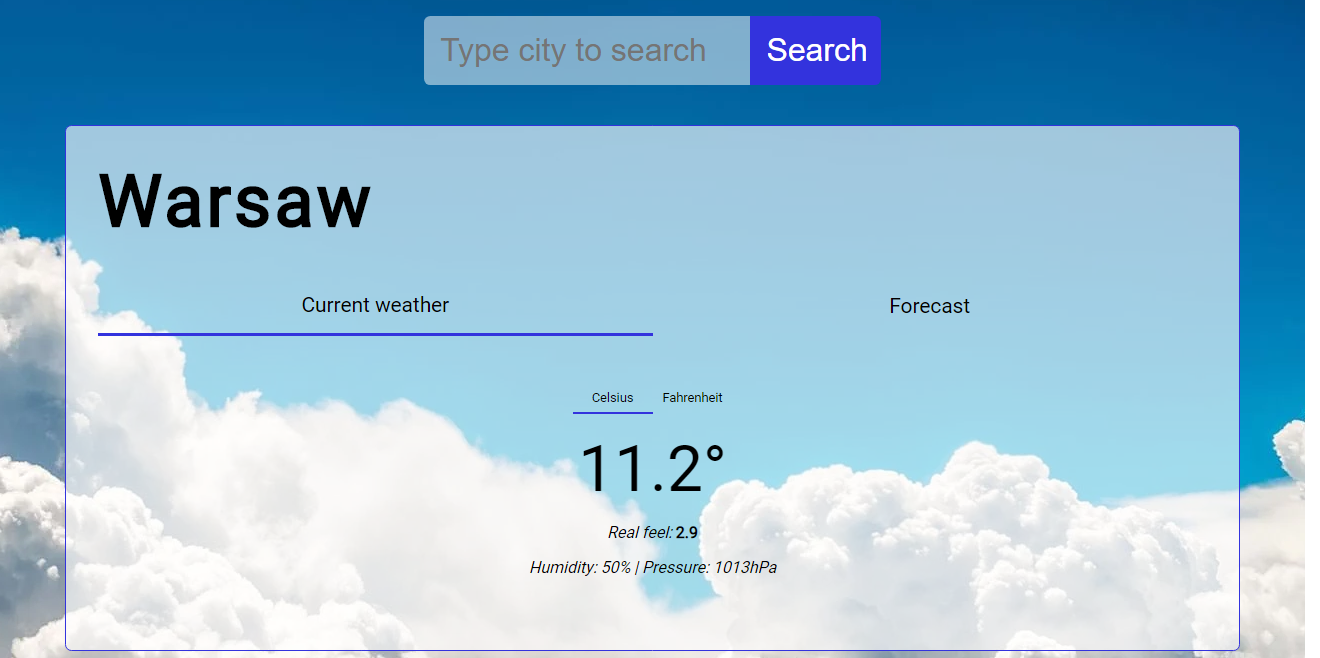 Type city to search Search
Warsaw
Current weather Forecast
Celsius Fahrenheit
11.2°
Real feel: 2.9
Humidity: 50% | Pressure: 1013hPa